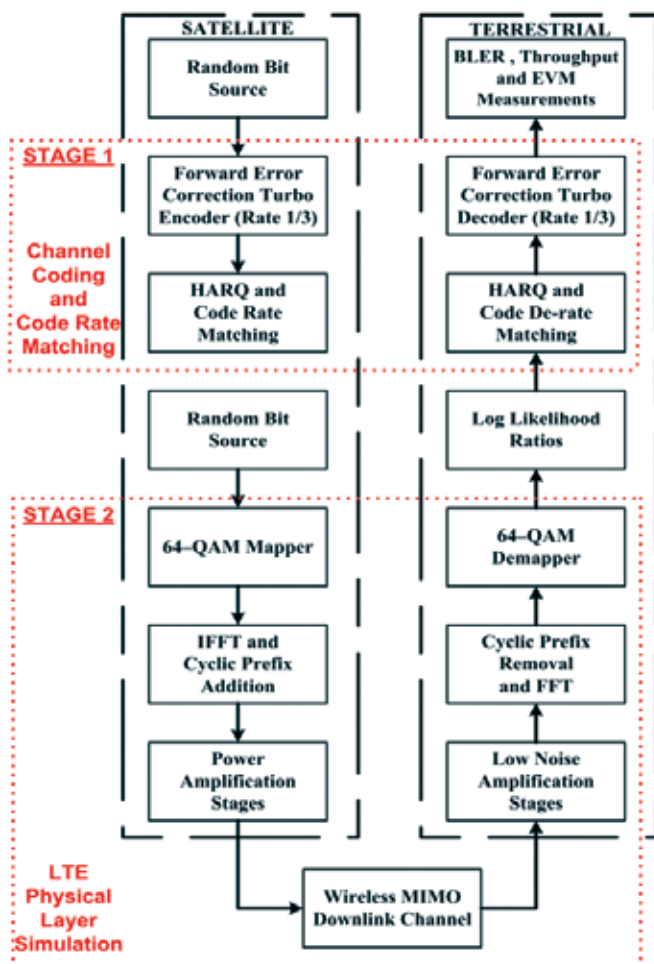 SATELLITE
Random Bit
Source
STAGE 1
Forward Error
Correction Turbo
Encoder (Rate 1/3)
Channel
Coding
and
Code Rate
Matching
HARQ and
Code Rate
Matching
Random Bit
Source
STAGE 2
64–QAM Mapper
IFFT and
Cyclic Prefix
Addition
Power
Amplification
Stages
LTE
Physical
Layer
Simulation
Wireless MIMO
Downlink Channel
TERRESTRIAL
BLER , Throughput
and EVM
Measurements
Forward Error
Correction Turbo
Decoder (Rate 1/3)
HARQ and
Code De-rate
Matching
Log Likelihood
Ratios
64–QAM
Demapper
Cyclic Prefix
Removal
and FFT
Low Noise
Amplification
Stages